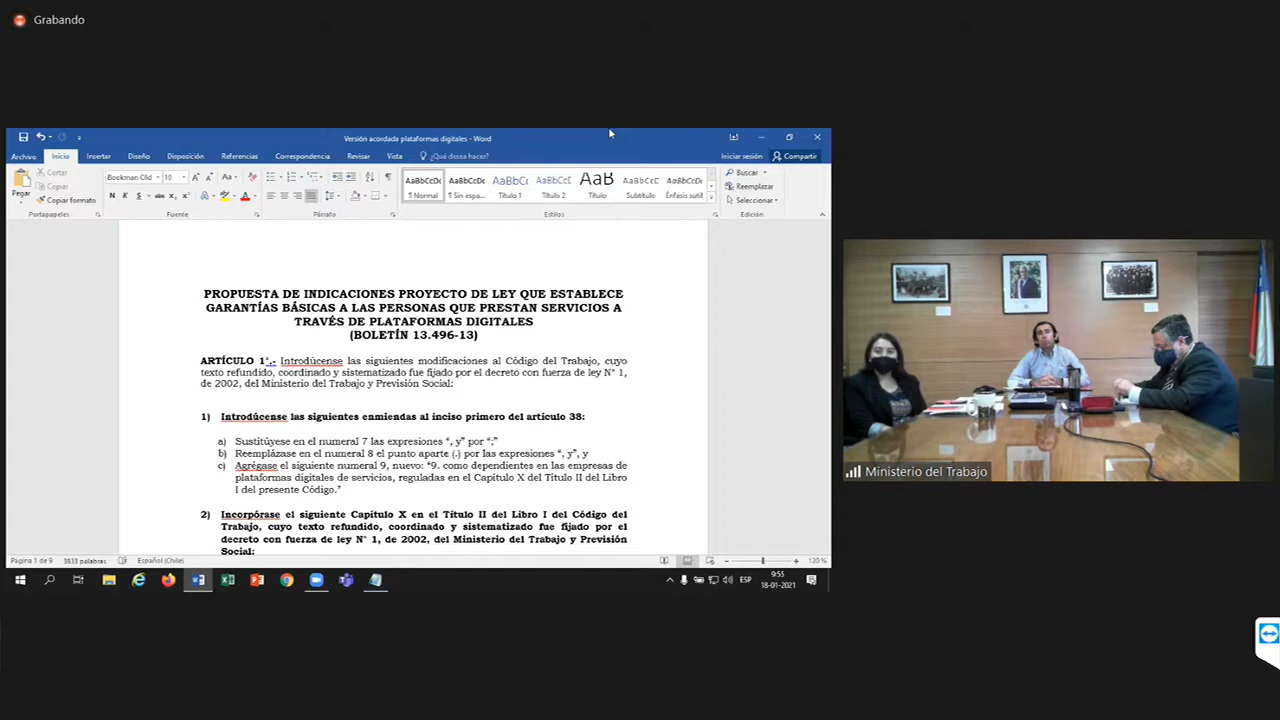 Grabando
Versión acordada plataformas digitales - Word
Archivo Inicio Insertar Diseño Disposición Referencias Correspondencia Revisar Vista ¿Qué desea hacer? Iniciar sesión Compartir
Pegar
Cortar
Copiar
Copiar formato
Portapapeles
Bookman Old 10
N K S abc x₂ x²
Fuente
Párrafo
AaBbCcDc AaBbCcDc AaBbCc AaBbCcD AaB AaBbCcD AaBbCcDc
¶ Normal ¶ Sin espa... Título 1 Título 2 Título Subtítulo Énfasis sutil
Estilos
Buscar
Reemplazar
Seleccionar
Edición
PROPUESTA DE INDICACIONES PROYECTO DE LEY QUE ESTABLECE
GARANTÍAS BÁSICAS A LAS PERSONAS QUE PRESTAN SERVICIOS A
TRAVÉS DE PLATAFORMAS DIGITALES
(BOLETÍN 13.496-13)
ARTÍCULO 1°.- Introdúcense las siguientes modificaciones al Código del Trabajo, cuyo
texto refundido, coordinado y sistematizado fue fijado por el decreto con fuerza de ley N° 1,
de 2002, del Ministerio del Trabajo y Previsión Social:
1) Introdúcense las siguientes enmiendas al inciso primero del artículo 38:
a) Sustitúyese en el numeral 7 las expresiones “, y” por “;”
b) Reemplázase en el numeral 8 el punto aparte (.) por las expresiones “, y”, y
c) Agrégase el siguiente numeral 9, nuevo: “9. como dependientes en las empresas de
plataformas digitales de servicios, reguladas en el Capítulo X del Título II del Libro
I del presente Código.”
2) Incorpórase el siguiente Capítulo X en el Título II del Libro I del Código del
Trabajo, cuyo texto refundido, coordinado y sistematizado fue fijado por el
decreto con fuerza de ley N° 1, de 2002, del Ministerio del Trabajo y Previsión
Social:
Página 1 de 9 3833 palabras Español (Chile) 120 %
ESP
9:55
18-01-2021
Ministerio del Trabajo